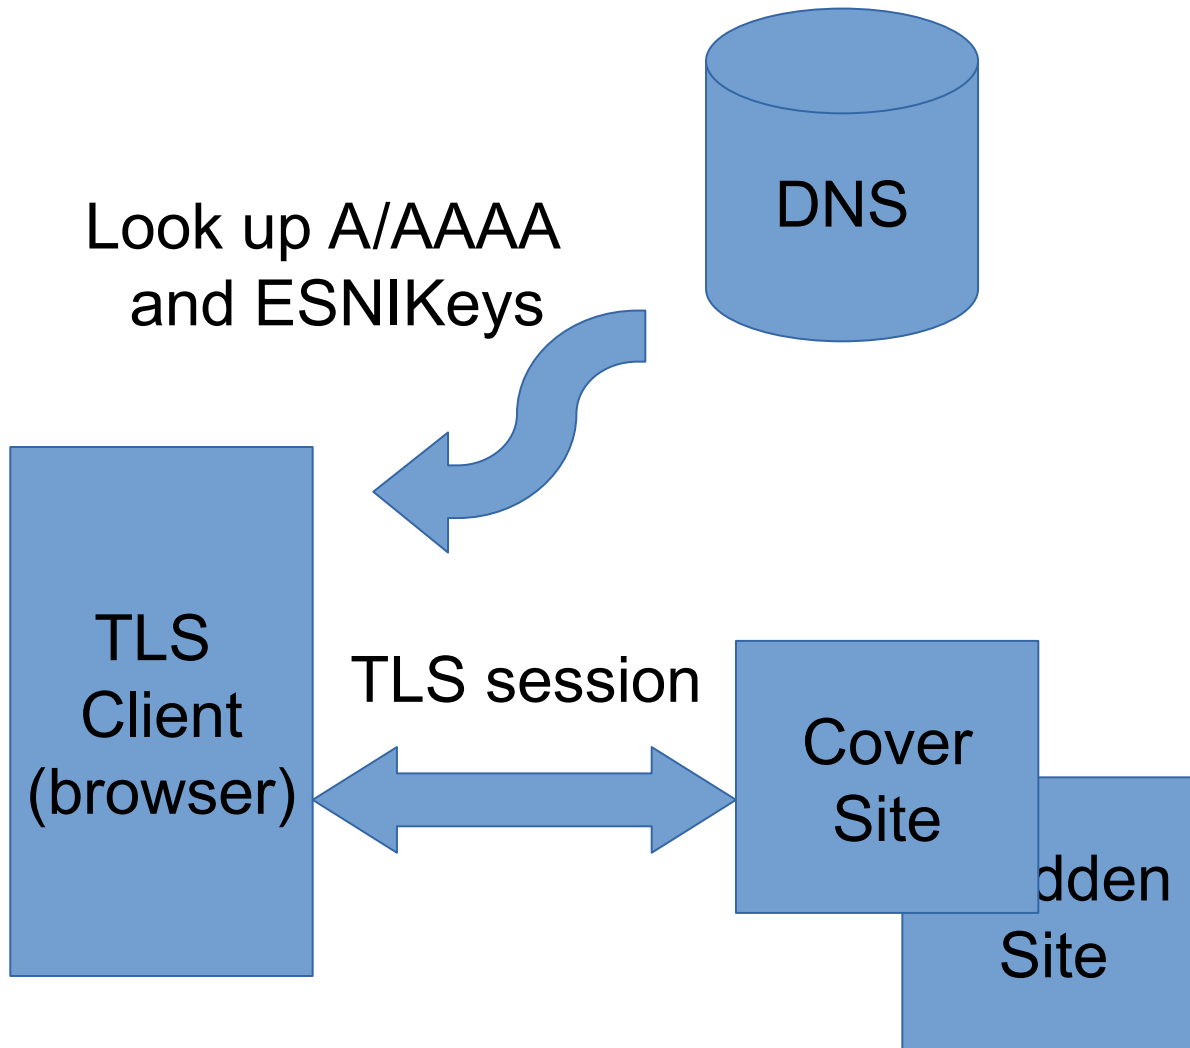 DNS
Look up A/AAAA
and ESNIKeys
TLS
Client
(browser)
TLS session
Cover
Site
dden
Site